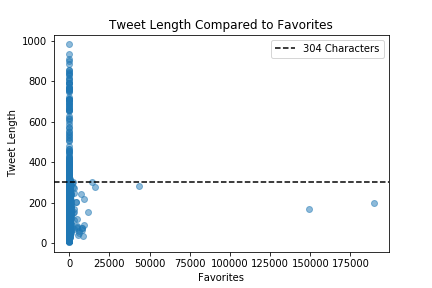 Tweet Length Compared to Favorites
1000
304 Characters
800
600
400
200
0
Tweet Length
0 25000 50000 75000 100000 125000 150000 175000
Favorites